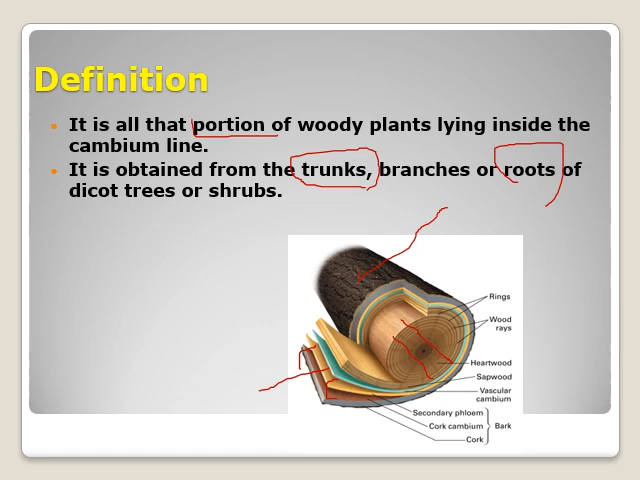 Definition
It is all that portion of woody plants lying inside the
cambium line.
It is obtained from the trunks, branches or roots of
dicot trees or shrubs.
Rings
Wood
rays
Heartwood
Sapwood
Vascular
cambium
Secondary phloem
Cork cambium
Bark
Cork